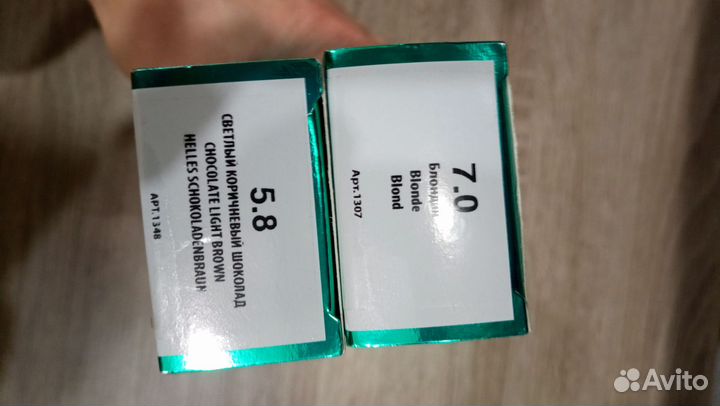 5.8
СВЕТЛЫЙ КОРИЧНЕВЫЙ ШОКОЛАД
CHOCOLATE LIGHT BROWN
HELLES SCHOKOLADENBRAUN
АРТ.1348
7.0
Блондин
Blonde
Blond
Арт.1307
Avito